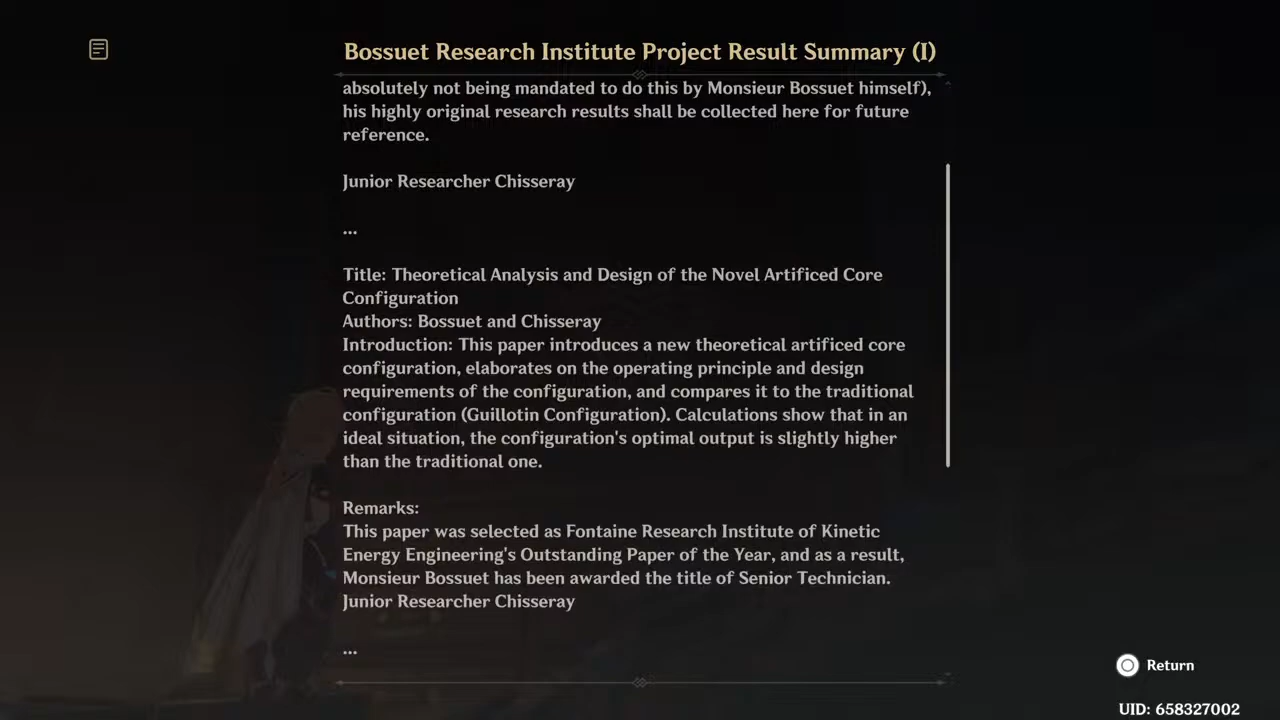 Bossuet Research Institute Project Result Summary (I)
absolutely not being mandated to do this by Monsieur Bossuet himself),
his highly original research results shall be collected here for future
reference.
Junior Researcher Chisseray
...
Title: Theoretical Analysis and Design of the Novel Artificed Core
Configuration
Authors: Bossuet and Chisseray
Introduction: This paper introduces a new theoretical artificed core
configuration, elaborates on the operating principle and design
requirements of the configuration, and compares it to the traditional
configuration (Guillotin Configuration). Calculations show that in an
ideal situation, the configuration's optimal output is slightly higher
than the traditional one.
Remarks:
This paper was selected as Fontaine Research Institute of Kinetic
Energy Engineering's Outstanding Paper of the Year, and as a result,
Monsieur Bossuet has been awarded the title of Senior Technician.
Junior Researcher Chisseray
...
Return
UID: 658327002